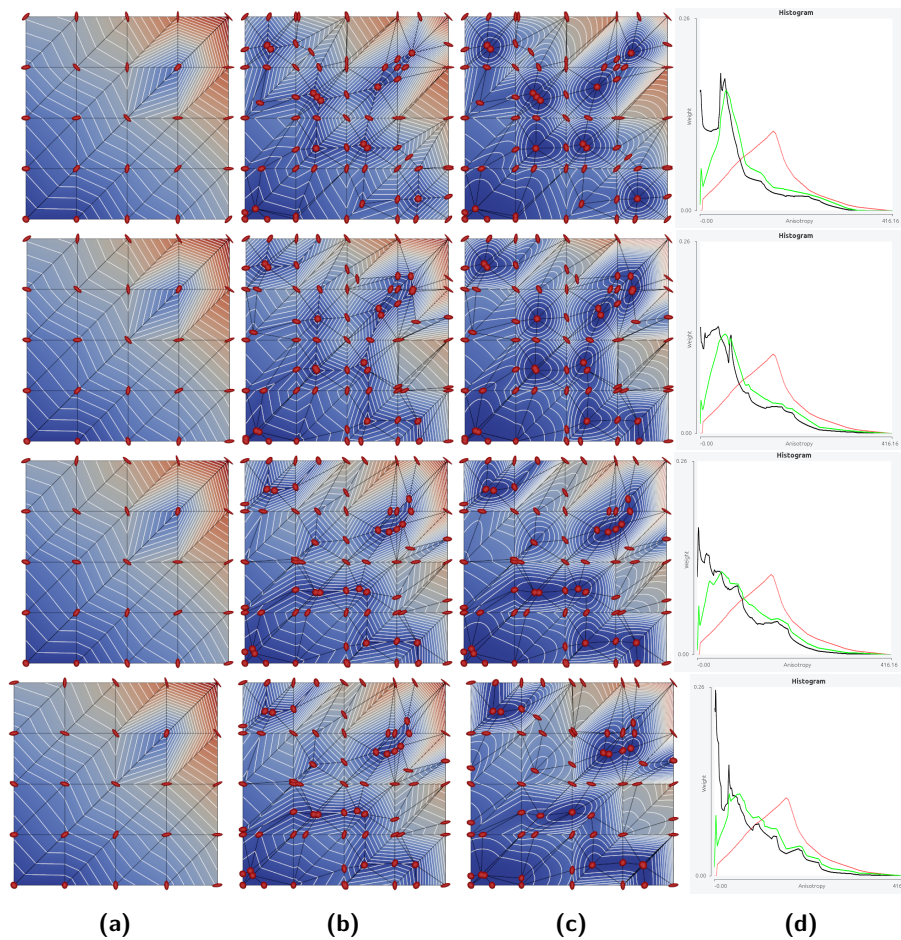 Histogram
0.26
Weight
0.00
-0.00
Anisotropy
416.16
Histogram
0.26
Weight
0.00
-0.00
Anisotropy
416.16
Histogram
0.26
Weight
0.00
-0.00
Anisotropy
416.16
Histogram
0.26
Weight
0.00
-0.00
Anisotropy
416
(a) (b) (c) (d)